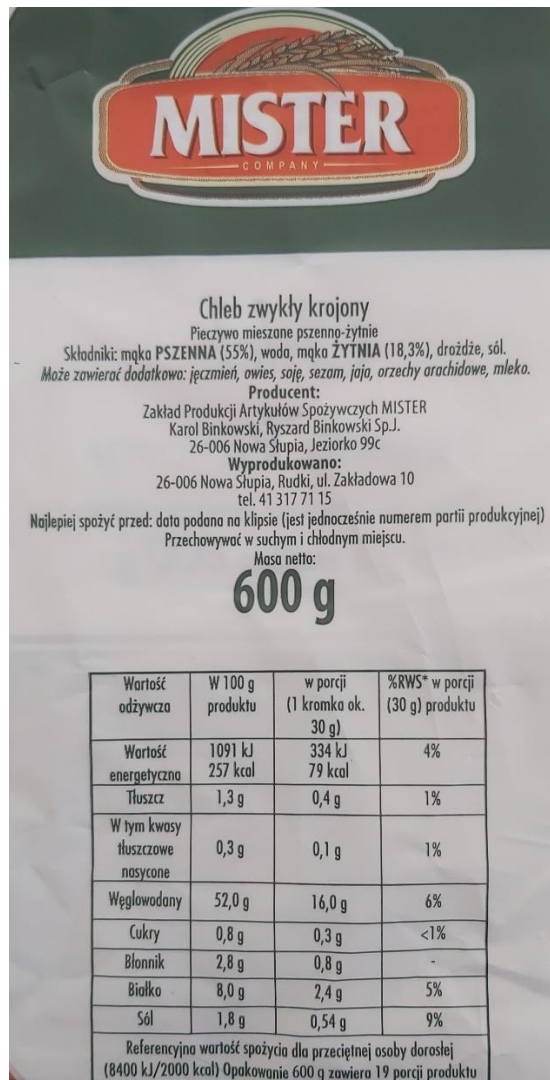 MISTER
COMPANY
Chleb zwykły krojony
Pieczywo mieszane pszenno-żytnie
Składniki: mąka PSZENNA (55%), woda, mąka ŻYTNIA (18,3%), drożdże, sól.
Może zawierać dodatkowo: jęczmień, owies, soję, sezam, jaja, orzechy arachidowe, mleko.
Producent:
Zakład Produkcji Artykułów Spożywczych MISTER
Karol Binkowski, Ryszard Binkowski Sp.J.
26-006 Nowa Słupia, Jeziorko 99c
Wyprodukowano:
26-006 Nowa Słupia, Rudki, ul. Zakładowa 10
tel. 41 317 71 15
Najlepiej spożyć przed: data podana na klipsie (jest jednocześnie numerem partii produkcyjnej)
Przechowywać w suchym i chłodnym miejscu.
Masa netto:
600 g
Wartość odżywcza | W 100 g produktu | w porcji (1 kromka ok. 30 g) | %RWS* w porcji (30 g) produktu
Wartość energetyczna | 1091 kJ 257 kcal | 334 kJ 79 kcal | 4%
Tłuszcz | 1,3 g | 0,4 g | 1%
W tym kwasy tłuszczowe nasycone | 0,3 g | 0,1 g | 1%
Węglowodany | 52,0 g | 16,0 g | 6%
Cukry | 0,8 g | 0,3 g | <1%
Błonnik | 2,8 g | 0,8 g | -
Białko | 8,0 g | 2,4 g | 5%
Sól | 1,8 g | 0,54 g | 9%
Referencyjna wartość spożycia dla przeciętnej osoby dorosłej
(8400 kJ/2000 kcal) Opakowanie 600 g zawiera 19 porcji produktu